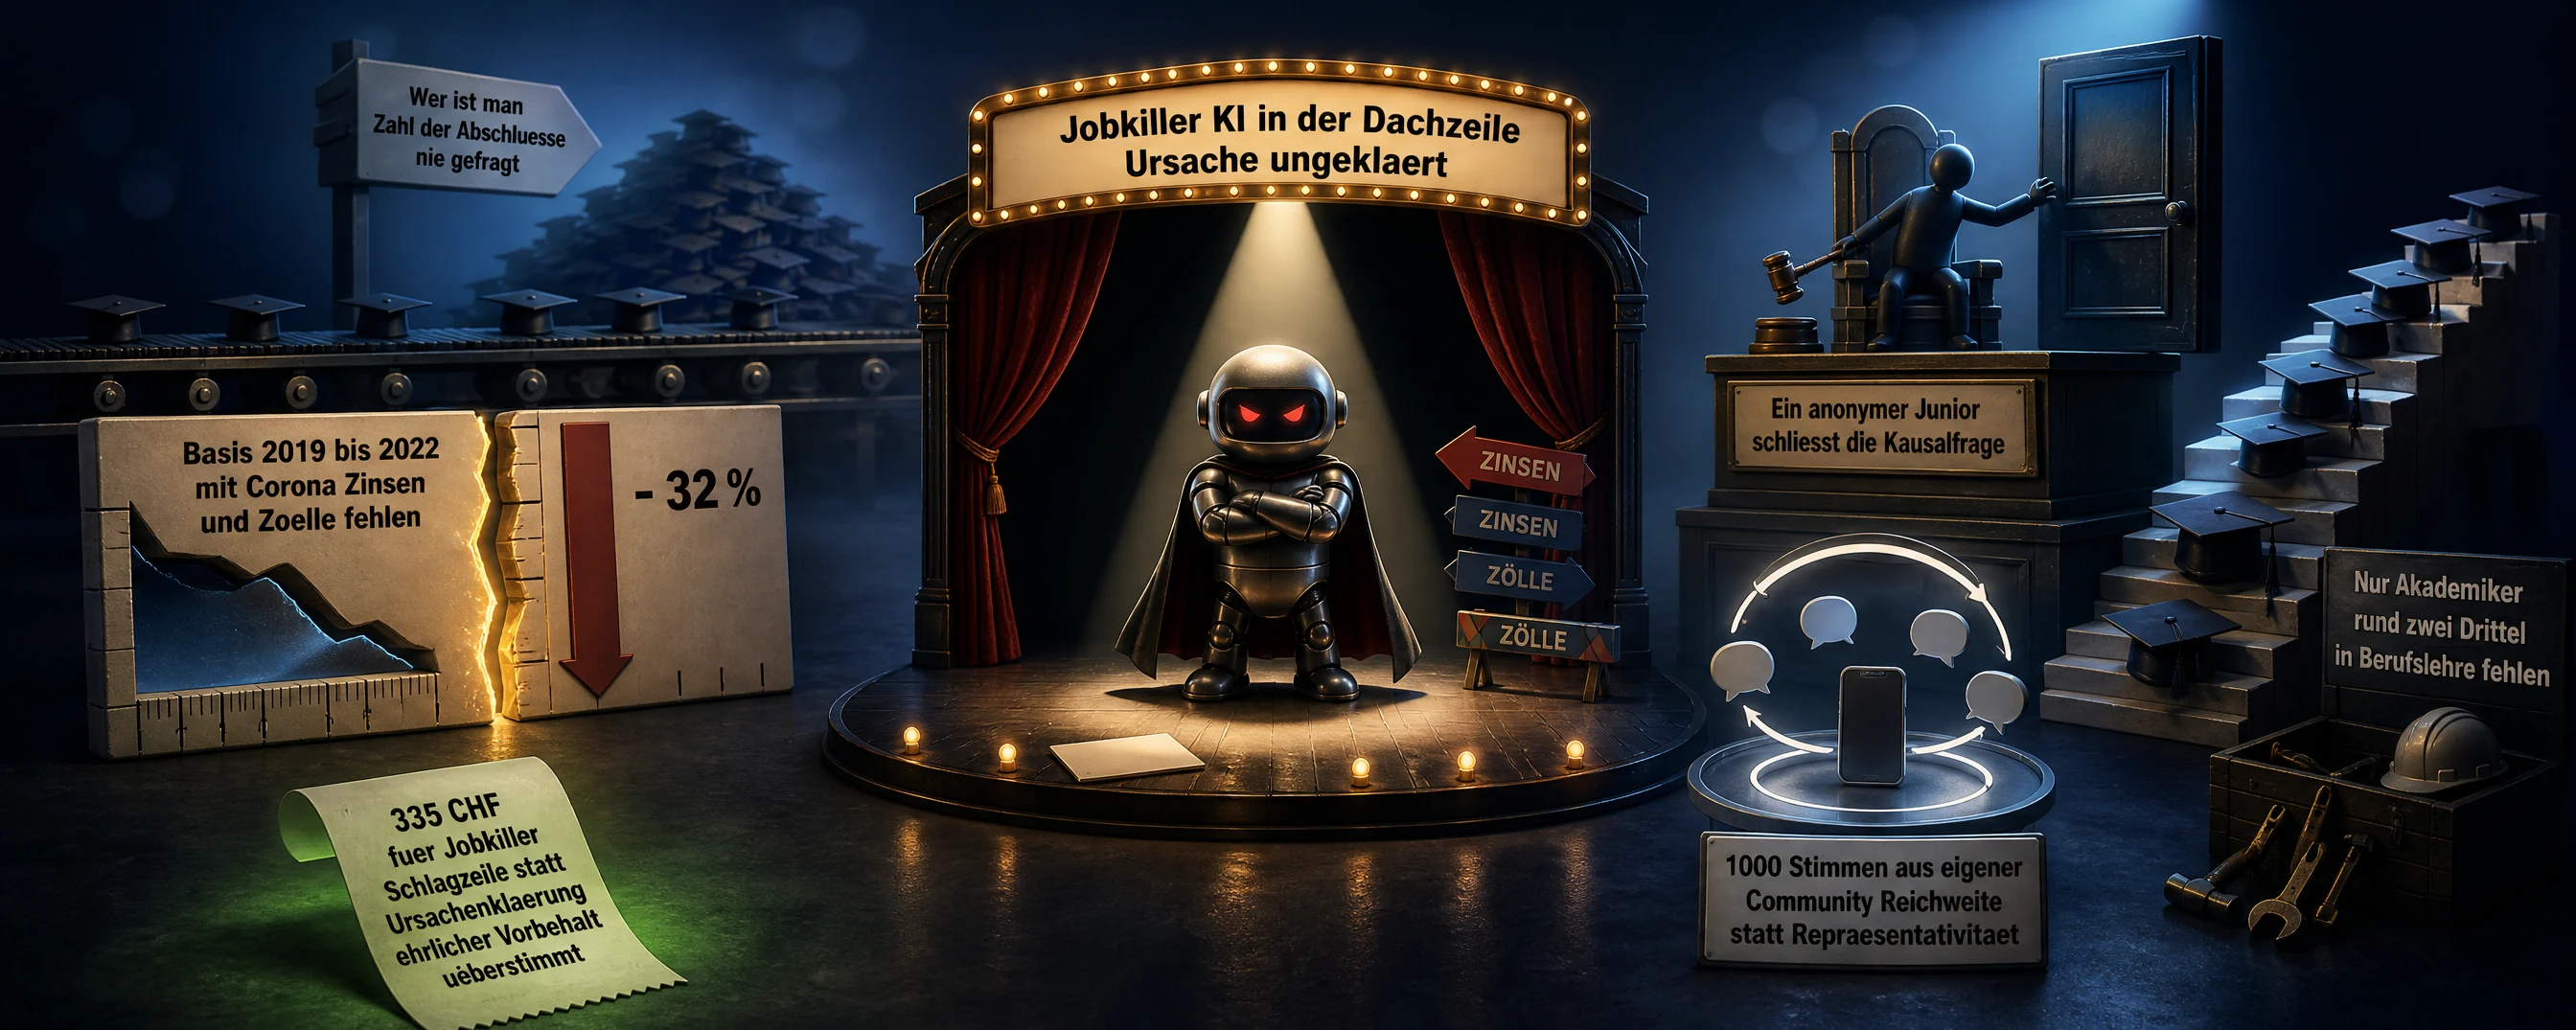 Wer ist man
Zahl der Abschluesse
nie gefragt
Jobkiller KI in der Dachzeile
Ursache ungeklaert
Basis 2019 bis 2022
mit Corona Zinsen
und Zoelle fehlen
- 32 %
ZINSEN
ZINSEN
ZÖLLE
ZÖLLE
Ein anonymer Junior
schliesst die Kausalfrage
Nur Akademiker
rund zwei Drittel
in Berufslehre fehlen
335 CHF
fuer Jobkiller
Schlagzeile statt
Ursachenklaerung
ehrlicher Vorbehalt
uėberstimmt
1000 Stimmen aus eigener
Community Reichweite
statt Repraesentativitaet